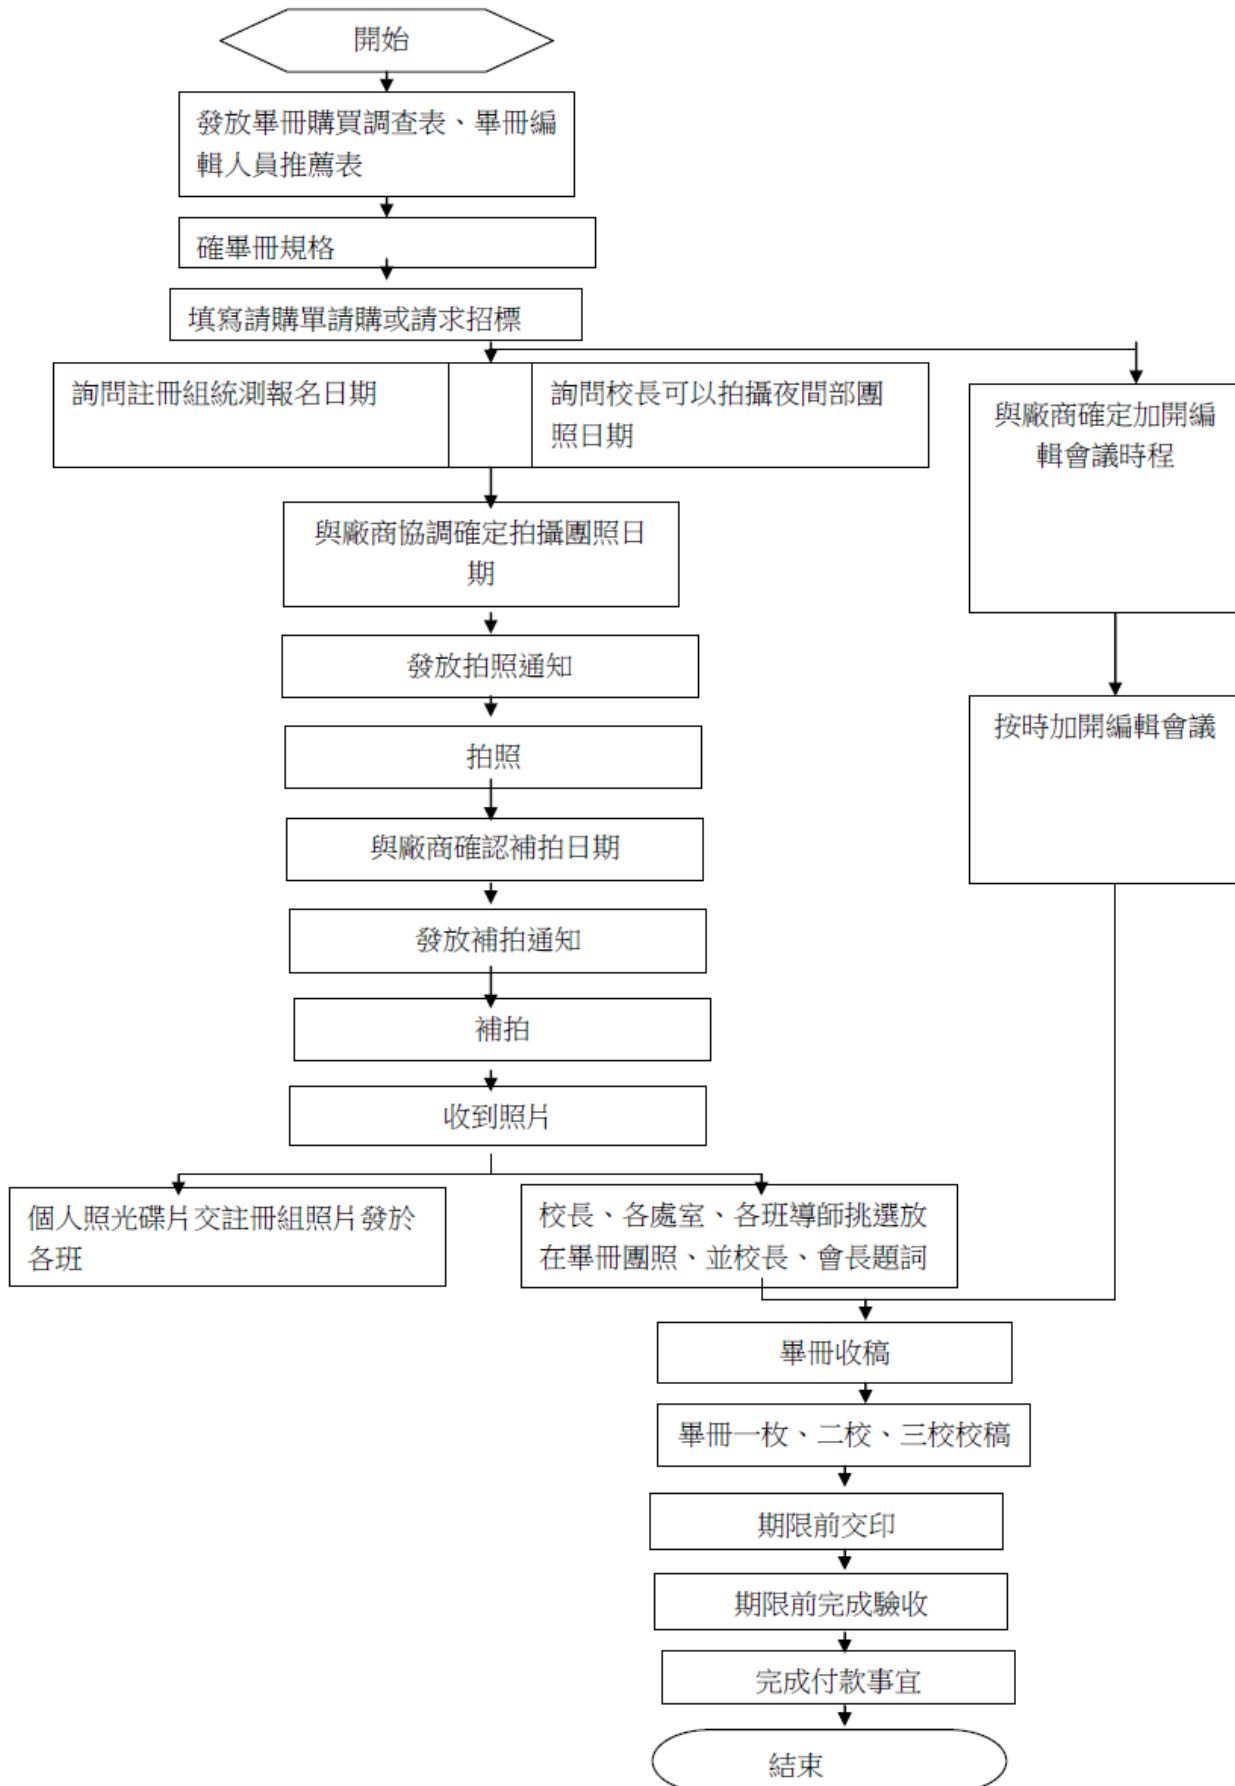 開始
發放畢冊購買調查表、畢冊編
輯人員推薦表
確畢冊規格
填寫請購單請購或請求招標
詢問註冊組統測報名日期
詢問校長可以拍攝夜間部團
照日期
與廠商確定加開編
輯會議時程
與廠商協調確定拍攝團照日
期
發放拍照通知
按時加開編輯會議
拍照
與廠商確認補拍日期
發放補拍通知
補拍
收到照片
個人照光碟片交註冊組照片發於
各班
校長、各處室、各班導師挑選放
在畢冊團照、並校長、會長題詞
畢冊收稿
畢冊一枚、二校、三校校稿
期限前交印
期限前完成驗收
完成付款事宜
結束